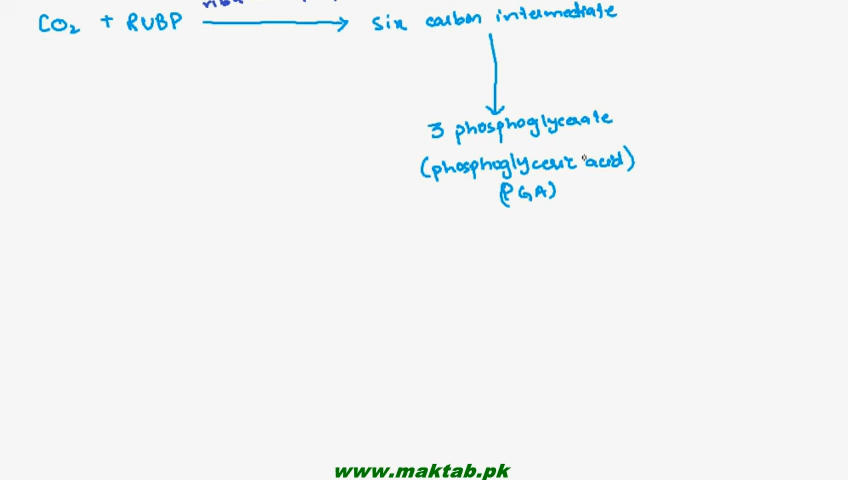 CO₂ + RUBP → six carbon intermediate
3 phosphoglycerate
(phosphoglyceric acid)
(PGA)
www.maktab.pk